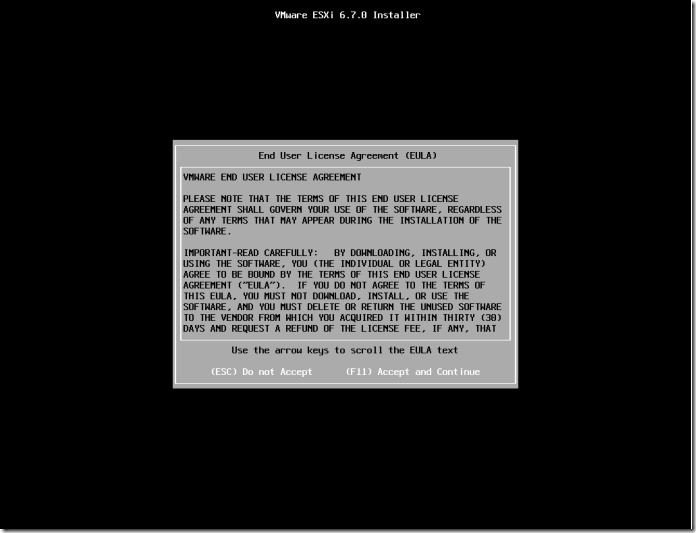 VMware ESXi 6.7.0 Installer
End User License Agreement (EULA)
VMWARE END USER LICENSE AGREEMENT
PLEASE NOTE THAT THE TERMS OF THIS END USER LICENSE
AGREEMENT SHALL GOVERN YOUR USE OF THE SOFTWARE, REGARDLESS
OF ANY TERMS THAT MAY APPEAR DURING THE INSTALLATION OF THE
SOFTWARE.
IMPORTANT-READ CAREFULLY:   BY DOWNLOADING, INSTALLING, OR
USING THE SOFTWARE, YOU (THE INDIVIDUAL OR LEGAL ENTITY)
AGREE TO BE BOUND BY THE TERMS OF THIS END USER LICENSE
AGREEMENT ("EULA").  IF YOU DO NOT AGREE TO THE TERMS OF
THIS EULA, YOU MUST NOT DOWNLOAD, INSTALL, OR USE THE
SOFTWARE, AND YOU MUST DELETE OR RETURN THE UNUSED SOFTWARE
TO THE VENDOR FROM WHICH YOU ACQUIRED IT WITHIN THIRTY (30)
DAYS AND REQUEST A REFUND OF THE LICENSE FEE, IF ANY, THAT
Use the arrow keys to scroll the EULA text
(ESC) Do not Accept      (F11) Accept and Continue